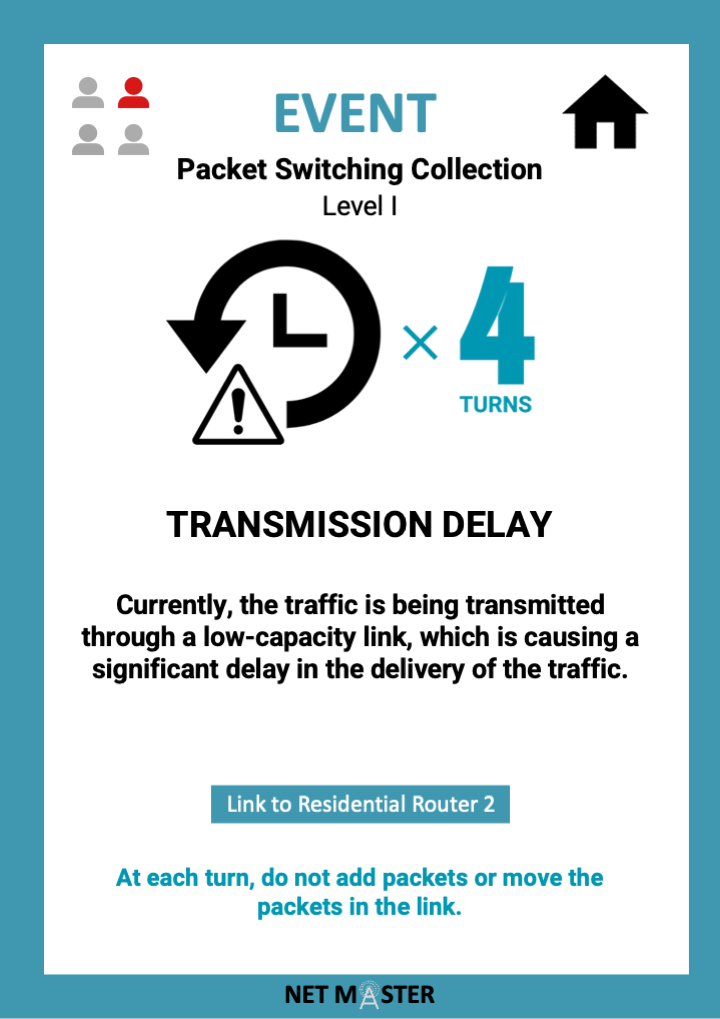 EVENT
Packet Switching Collection
Level I
× 4
TURNS
TRANSMISSION DELAY
Currently, the traffic is being transmitted
through a low-capacity link, which is causing a
significant delay in the delivery of the traffic.
Link to Residential Router 2
At each turn, do not add packets or move the
packets in the link.
NET MASTER